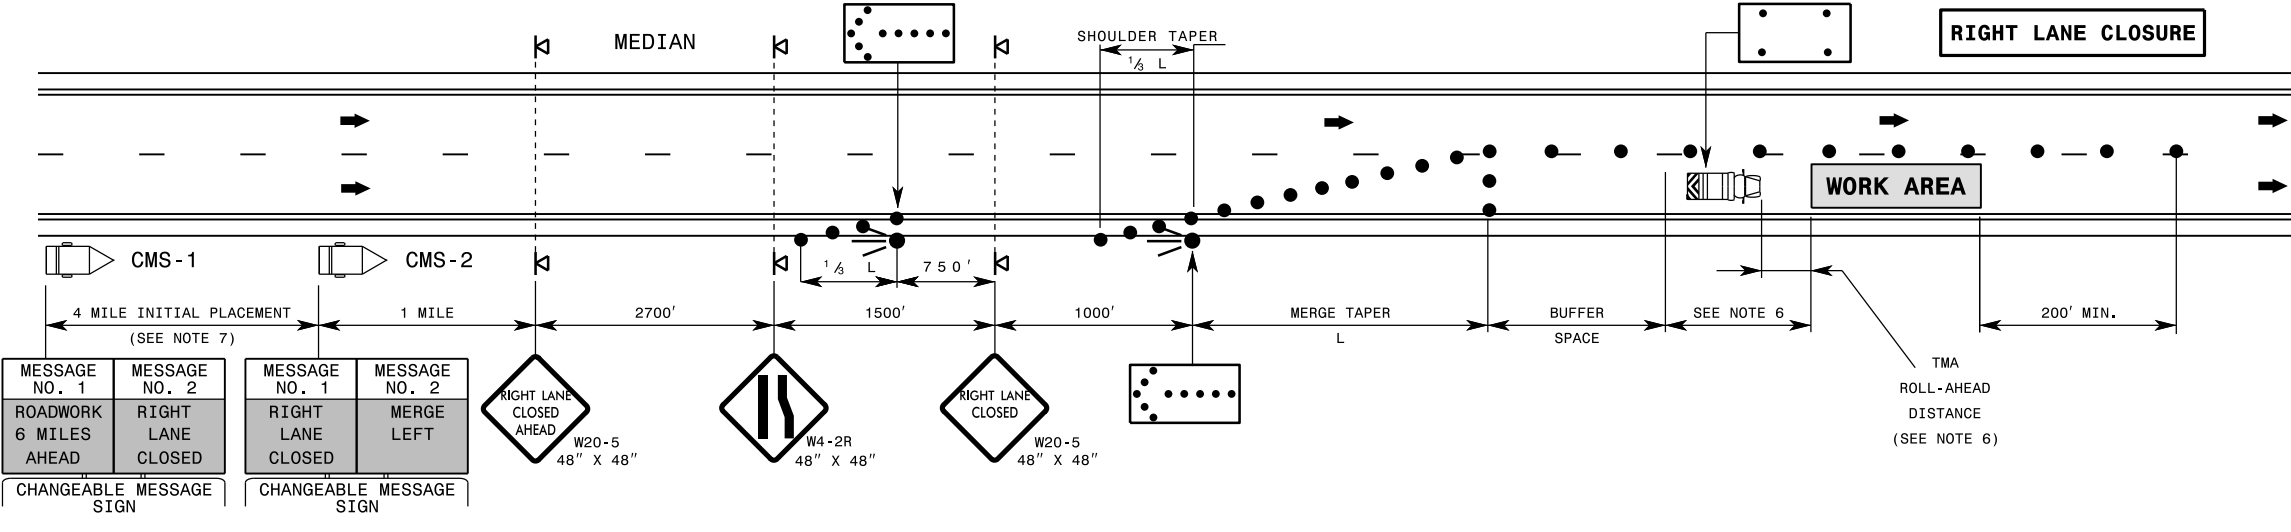 MEDIAN
SHOULDER TAPER
1/3 L
RIGHT LANE CLOSURE
WORK AREA
CMS-1
CMS-2
1/3 L
750'
4 MILE INITIAL PLACEMENT
(SEE NOTE 7)
1 MILE
2700'
1500'
1000'
MERGE TAPER
L
BUFFER
SPACE
SEE NOTE 6
200' MIN.
TMA
ROLL-AHEAD
DISTANCE
(SEE NOTE 6)
MESSAGE
NO. 1
MESSAGE
NO. 2
ROADWORK
6 MILES
AHEAD
RIGHT
LANE
CLOSED
CHANGEABLE MESSAGE
SIGN
MESSAGE
NO. 1
MESSAGE
NO. 2
RIGHT
LANE
CLOSED
MERGE
LEFT
CHANGEABLE MESSAGE
SIGN
RIGHT LANE
CLOSED
AHEAD
W20-5
48" X 48"
W4-2R
48" X 48"
RIGHT LANE
CLOSED
W20-5
48" X 48"